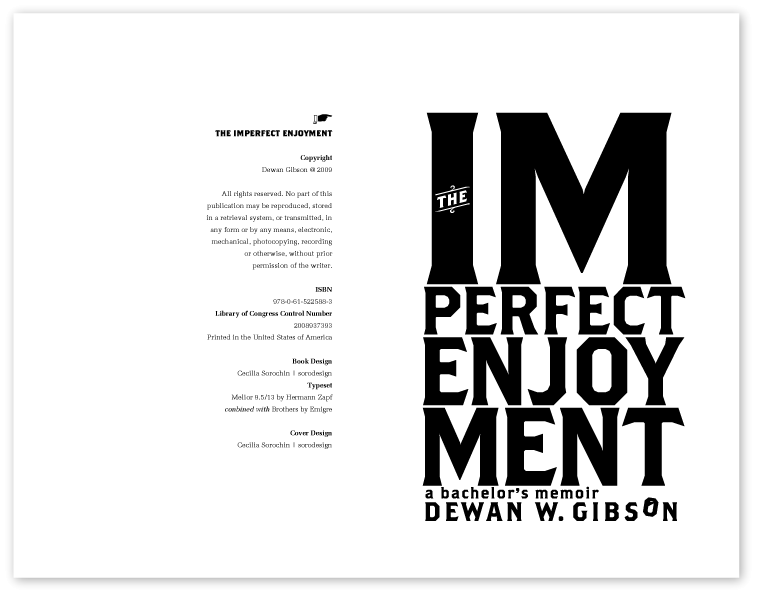 THE IMPERFECT ENJOYMENT
Copyright
Dewan Gibson @ 2009
All rights reserved. No part of this
publication may be reproduced, stored
in a retrieval system, or transmitted, in
any form or by any means, electronic,
mechanical, photocopying, recording
or otherwise, without prior
permission of the writer.
ISBN
978-0-61-522588-3
Library of Congress Control Number
2008937393
Printed in the United States of America
Book Design
Cecilia Sorochin | sorodesign
Typeset
Melior 9.5/13 by Hermann Zapf
combined with Brothers by Emigre
Cover Design
Cecilia Sorochin | sorodesign
THE
IM
PERFECT
ENJOY
MENT
a bachelor's memoir
DEWAN W. GIBSON